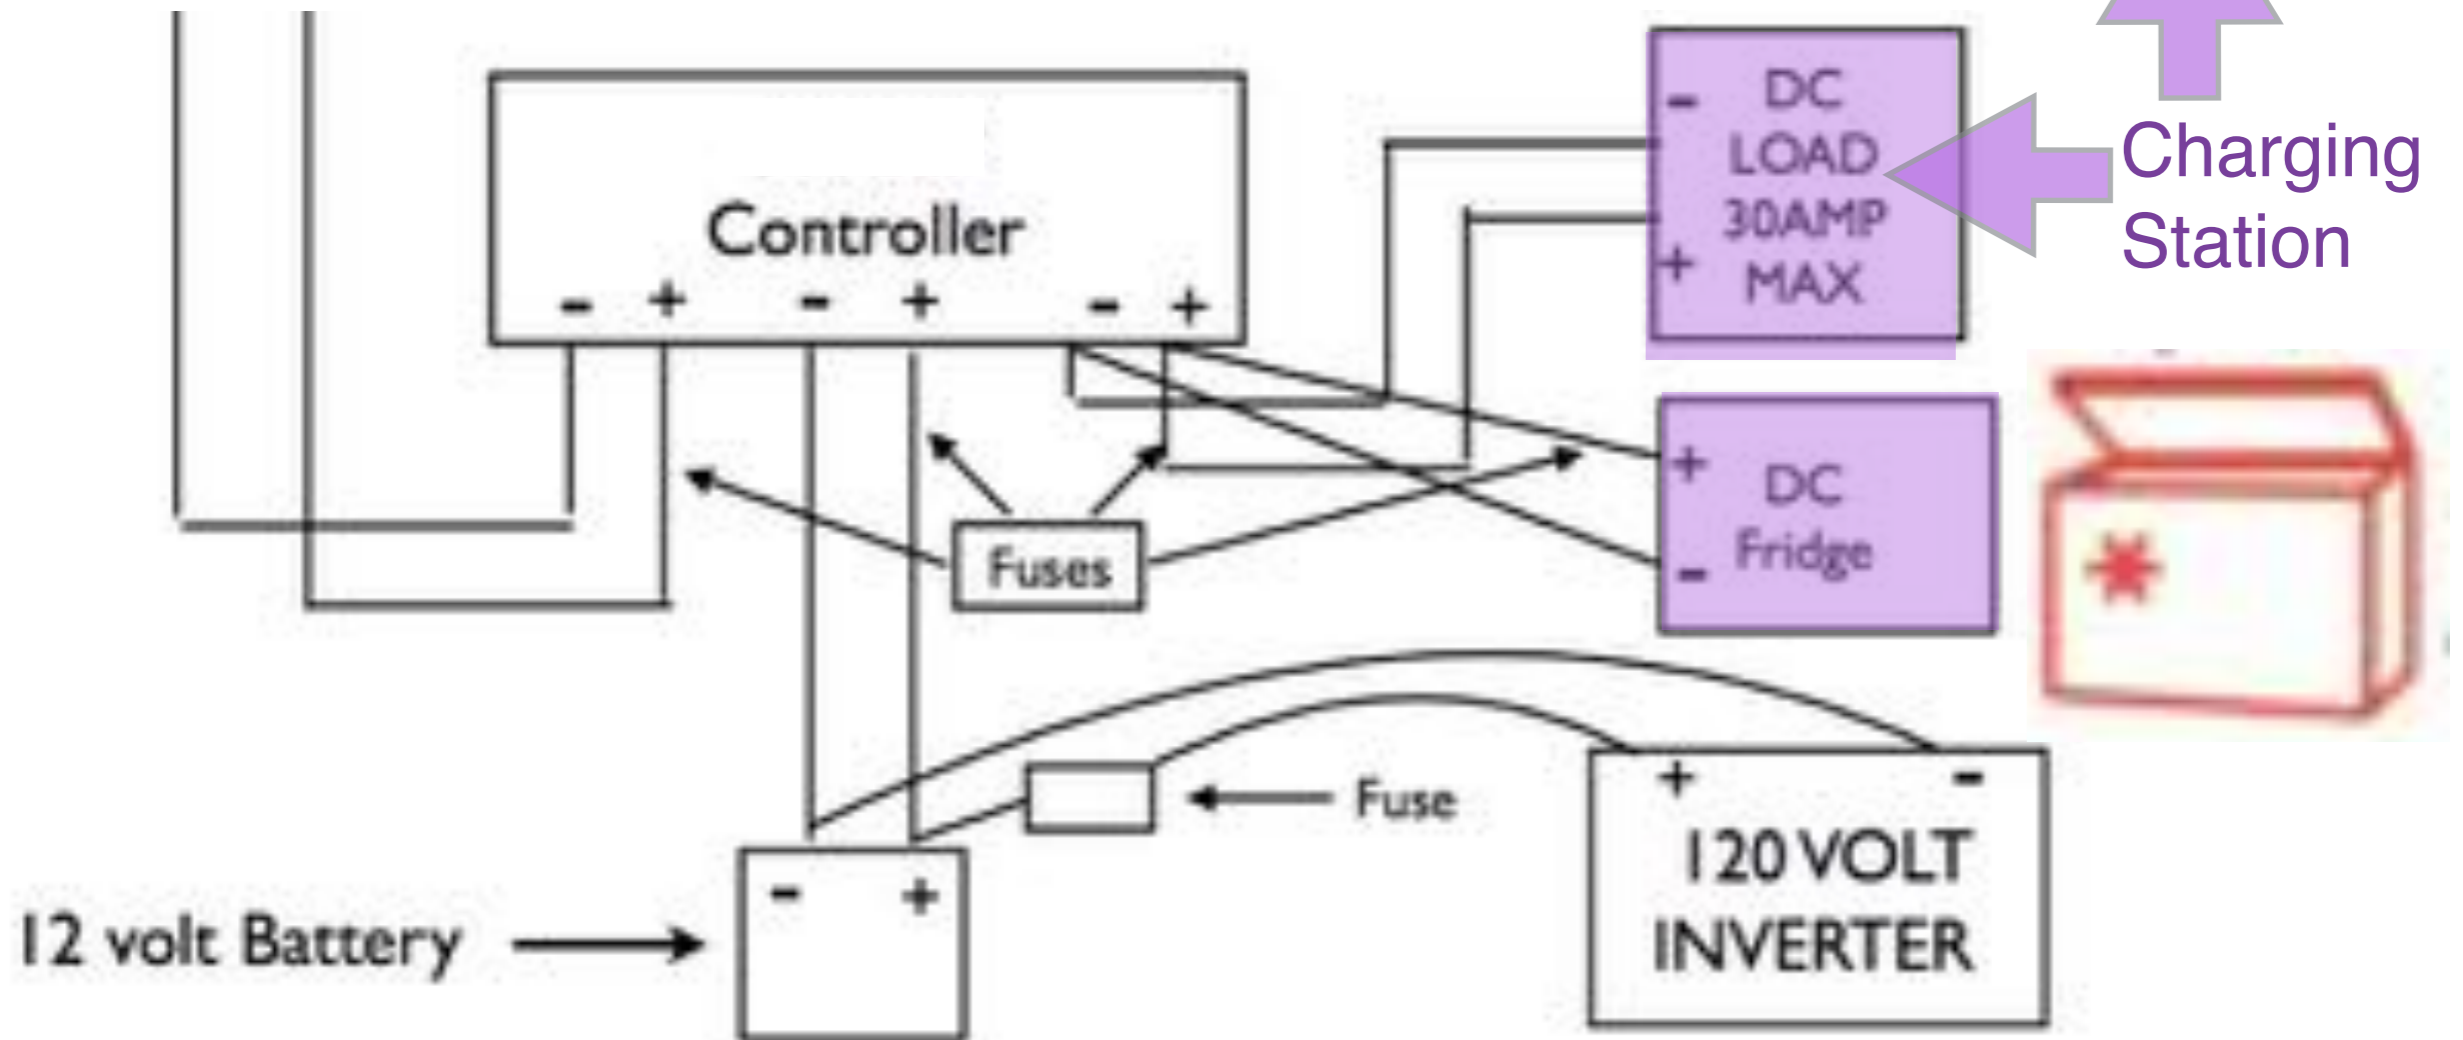 Controller
- + - + - +
- DC
LOAD
30AMP
+ MAX
Charging
Station
+ DC
- Fridge
Fuses
Fuse
12 volt Battery
- +
+ -
120 VOLT
INVERTER